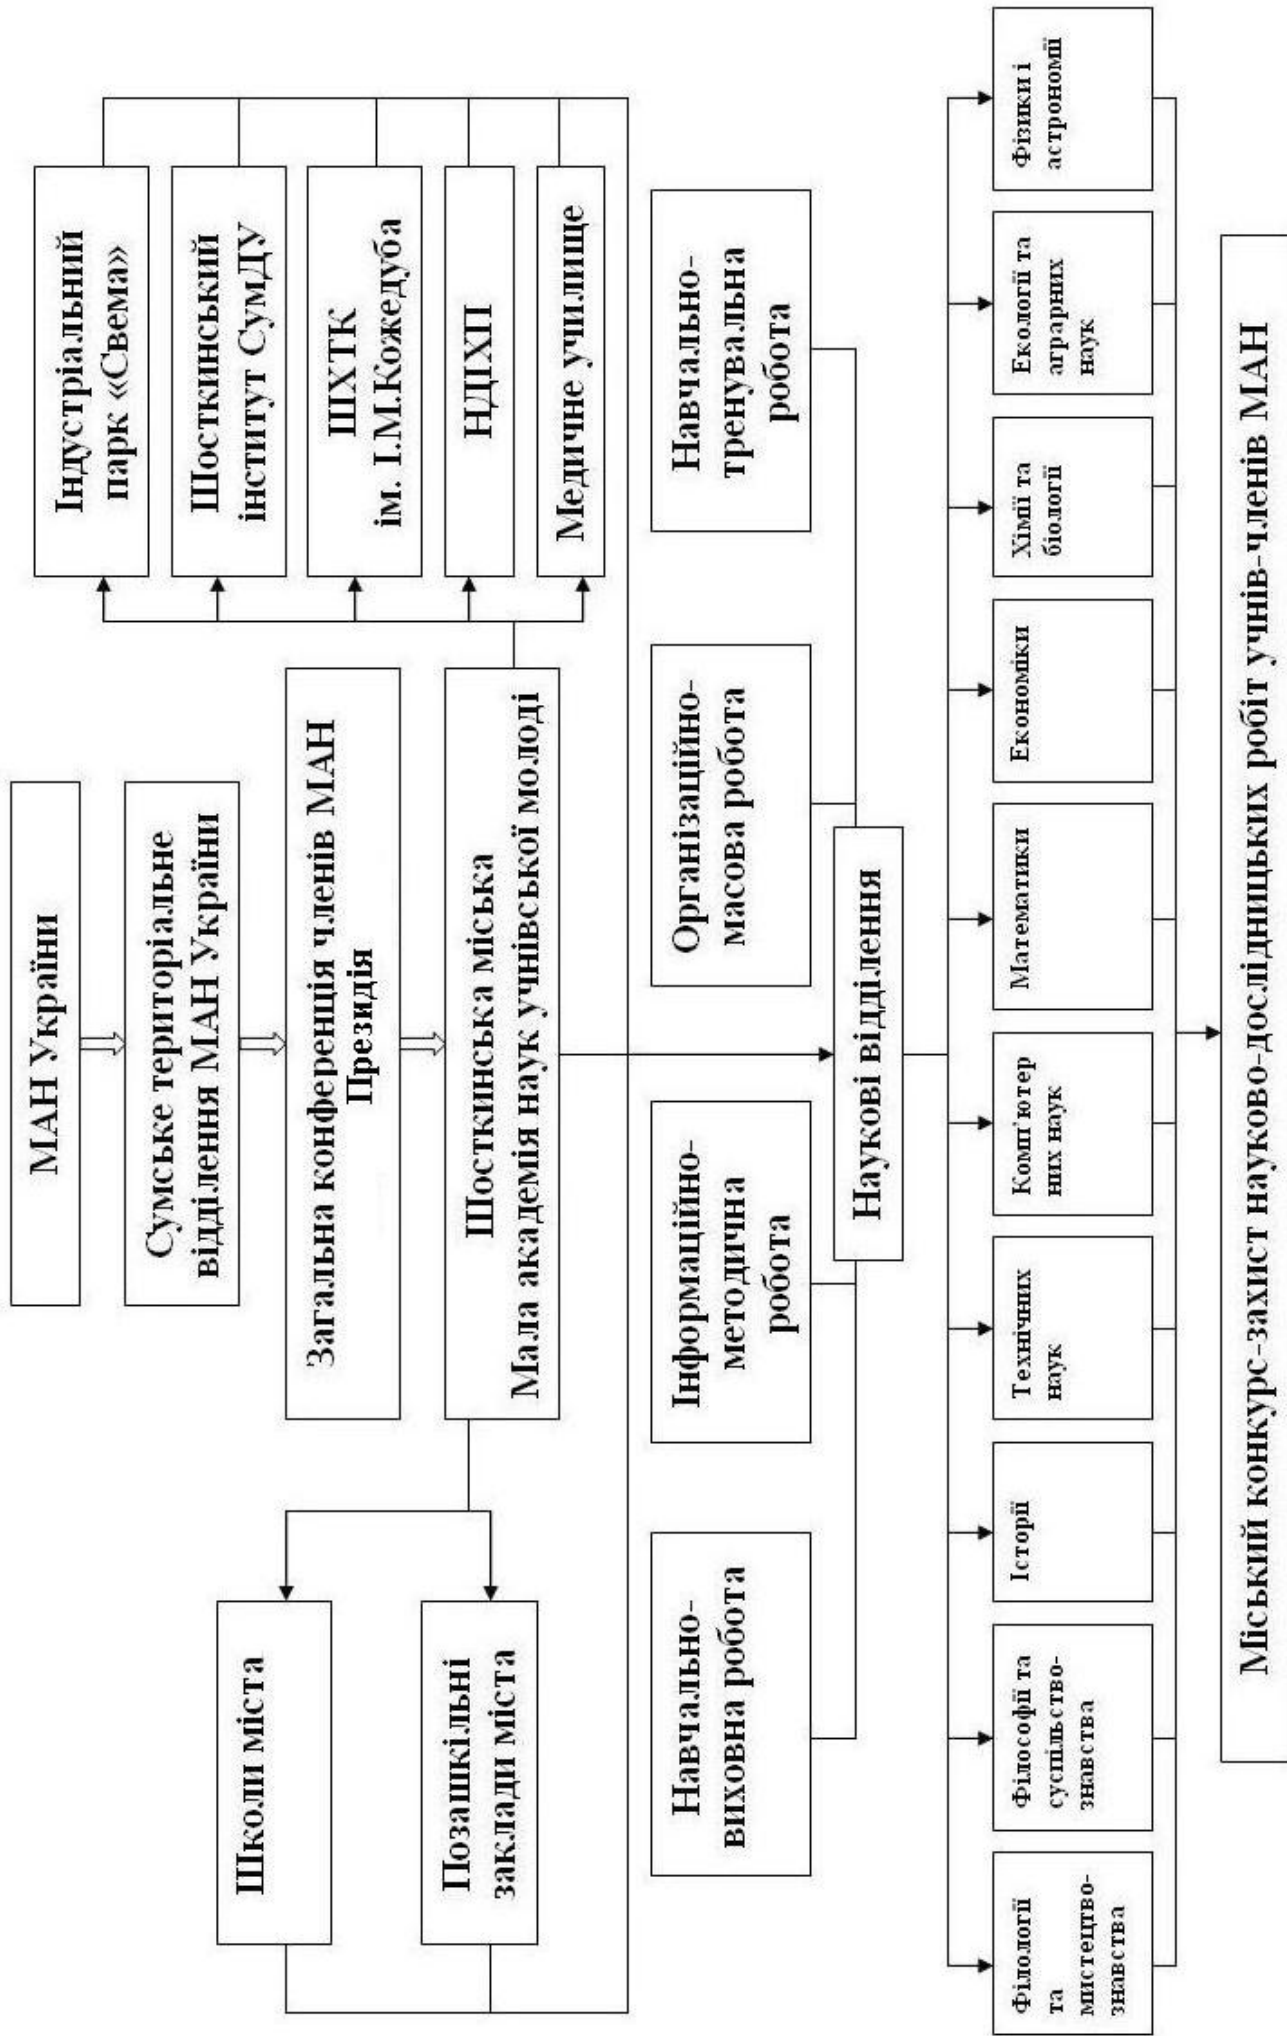 МАН України
Сумське територіальне
відділення МАН України
Загальна конференція членів МАН
Президія
Шосткинська міська
Мала академія наук учнівської молоді
Школи міста
Позашкільні
заклади міста
Індустріальний
парк «Свема»
Шосткинський
інститут СумДУ
ШХТК
ім. І.М.Кожедуба
НДІХП
Медичне училище
Навчально-
виховна робота
Інформаційно-
методична
робота
Організаційно-
масова робота
Навчально-
тренувальна
робота
Наукові відділення
Філології
та
мистецтво-
знавства
Філософії та
суспільство-
знавства
Історії
Технічних
наук
Комп'ютер
них наук
Математики
Економіки
Хімії та
біології
Екології та
аграрних
наук
Фізики і
астрономії
Міський конкурс-захист науково-дослідницьких робіт учнів-членів МАН